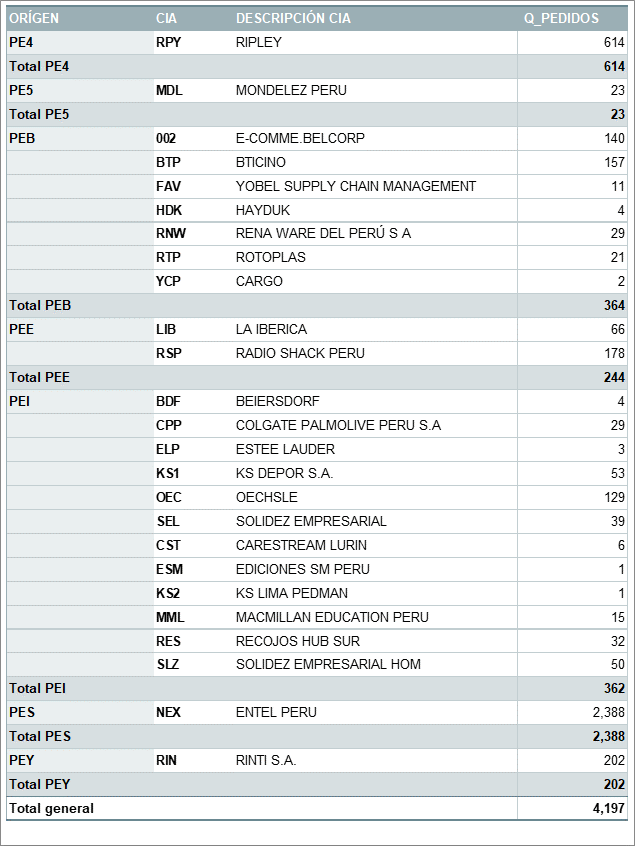 ORÍGEN CIA DESCRIPCIÓN CIA Q_PEDIDOS
PE4 RPY RIPLEY 614
Total PE4 614
PE5 MDL MONDELEZ PERU 23
Total PE5 23
PEB 002 E-COMME.BELCORP 140
BTP BTICINO 157
FAV YOBEL SUPPLY CHAIN MANAGEMENT 11
HDK HAYDUK 4
RNW RENA WARE DEL PERÚ S A 29
RTP ROTOPLAS 21
YCP CARGO 2
Total PEB 364
PEE LIB LA IBERICA 66
RSP RADIO SHACK PERU 178
Total PEE 244
PEI BDF BEIERSDORF 4
CPP COLGATE PALMOLIVE PERU S.A 29
ELP ESTEE LAUDER 3
KS1 KS DEPOR S.A. 53
OEC OECHSLE 129
SEL SOLIDEZ EMPRESARIAL 39
CST CARESTREAM LURIN 6
ESM EDICIONES SM PERU 1
KS2 KS LIMA PEDMAN 1
MML MACMILLAN EDUCATION PERU 15
RES RECOJOS HUB SUR 32
SLZ SOLIDEZ EMPRESARIAL HOM 50
Total PEI 362
PES NEX ENTEL PERU 2,388
Total PES 2,388
PEY RIN RINTI S.A. 202
Total PEY 202
Total general 4,197